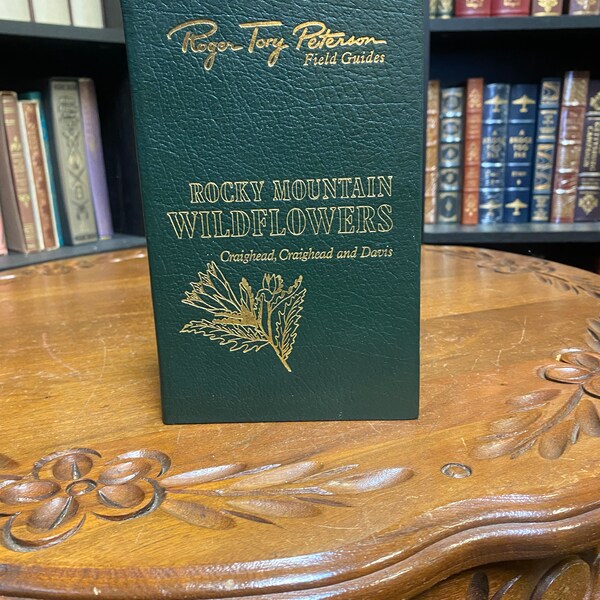 Roger Tory Peterson
Field Guides
ROCKY MOUNTAIN
WILDFLOWERS
Craighead, Craighead and Davis